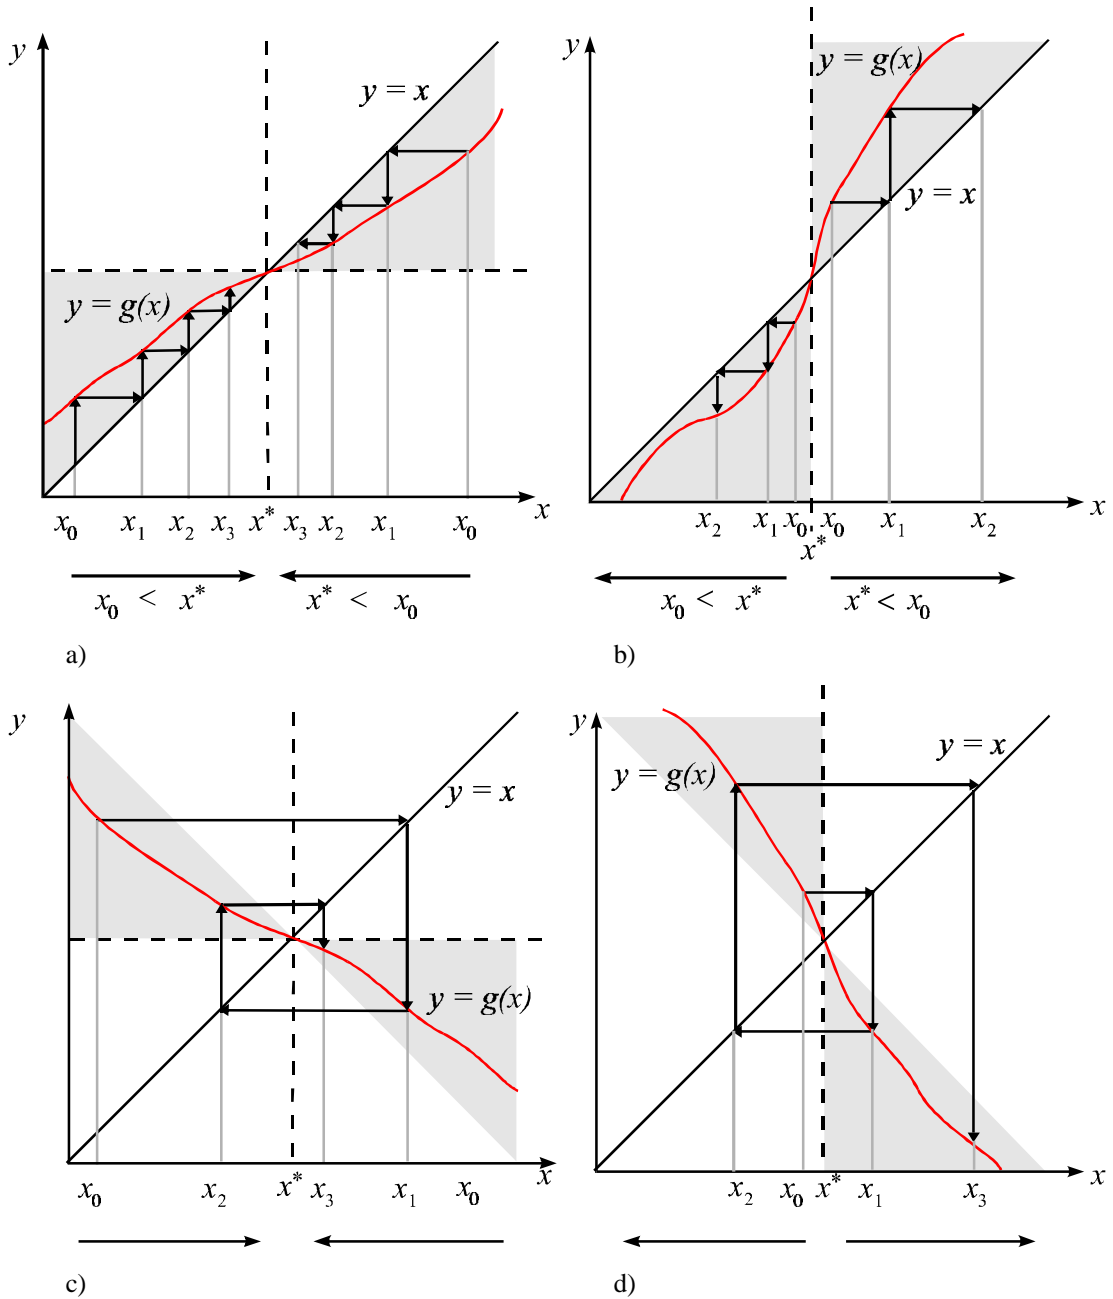 y
y = x
y = g(x)
x₀ x₁ x₂ x₃ x* x₃ x₂ x₁ x₀ x
x₀ < x* x* < x₀
a)
y
y = g(x)
y = x
x₂ x₁ x₀ x₀ x₁ x₂ x
x*
x₀ < x* x* < x₀
b)
y
y = x
y = g(x)
x₀ x₂ x* x₃ x₁ x₀ x
c)
y
y = x
y = g(x)
x₂ x₀ x* x₁ x₃ x
d)